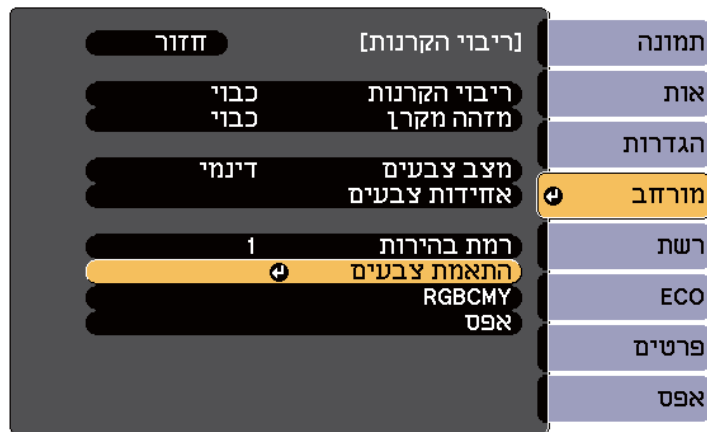 תמונה
אות
הגדרות
מורחב
רשת
ECO
פרטים
אפס
[ריבוי הקרנות] חזור
ריבוי הקרנות כבוי
מזהה מקרן כבוי
מצב צבעים דינמי
אחידות צבעים
רמת בהירות 1
התאמת צבעים
RGBCMY
אפס